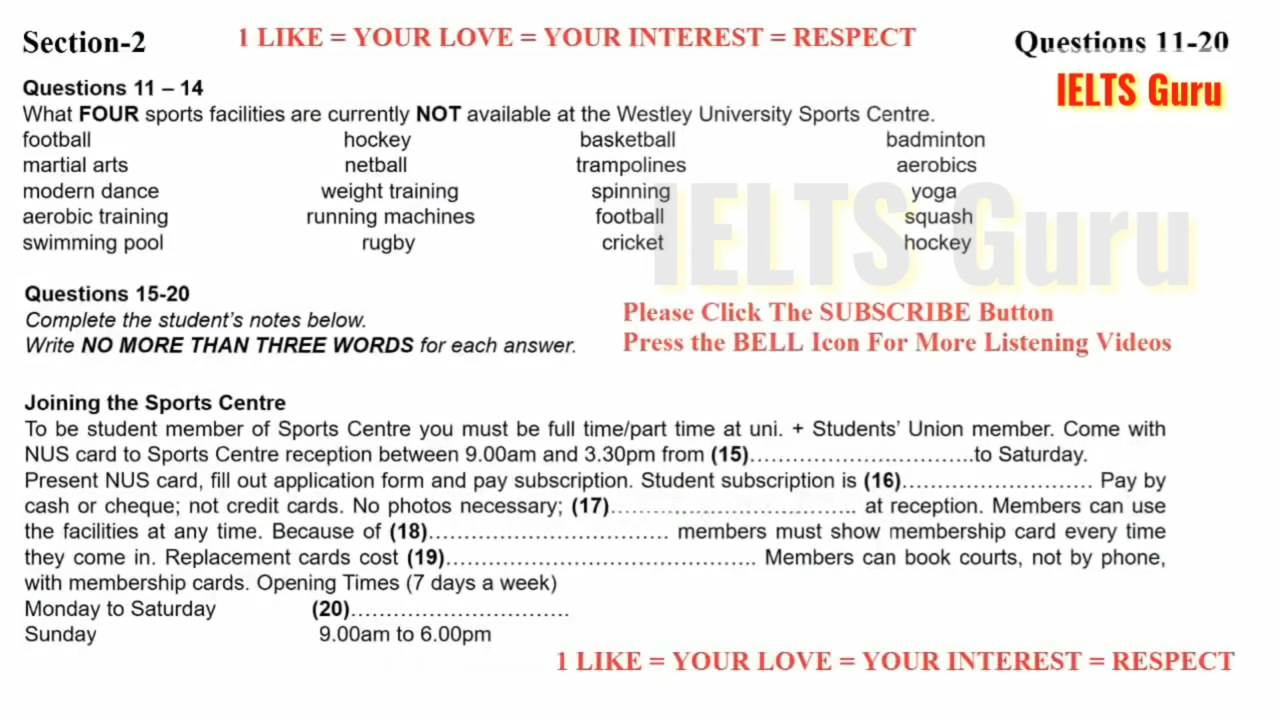 Section-2
1 LIKE = YOUR LOVE = YOUR INTEREST = RESPECT
Questions 11-20
IELTS Guru
Questions 11 – 14
What FOUR sports facilities are currently NOT available at the Westley University Sports Centre.
football hockey basketball badminton
martial arts netball trampolines aerobics
modern dance weight training spinning yoga
aerobic training running machines football squash
swimming pool rugby cricket hockey
IELTS Guru
Questions 15-20
Complete the student's notes below.
Write NO MORE THAN THREE WORDS for each answer.
Please Click The SUBSCRIBE Button
Press the BELL Icon For More Listening Videos
Joining the Sports Centre
To be student member of Sports Centre you must be full time/part time at uni. + Students' Union member. Come with
NUS card to Sports Centre reception between 9.00am and 3.30pm from (15)…………………………..to Saturday.
Present NUS card, fill out application form and pay subscription. Student subscription is (16)………………………. Pay by
cash or cheque; not credit cards. No photos necessary; (17)…………………………….. at reception. Members can use
the facilities at any time. Because of (18)……………………………. members must show membership card every time
they come in. Replacement cards cost (19)…………………………………….. Members can book courts, not by phone,
with membership cards. Opening Times (7 days a week)
Monday to Saturday (20)………………………….
Sunday 9.00am to 6.00pm
1 LIKE = YOUR LOVE = YOUR INTEREST = RESPECT